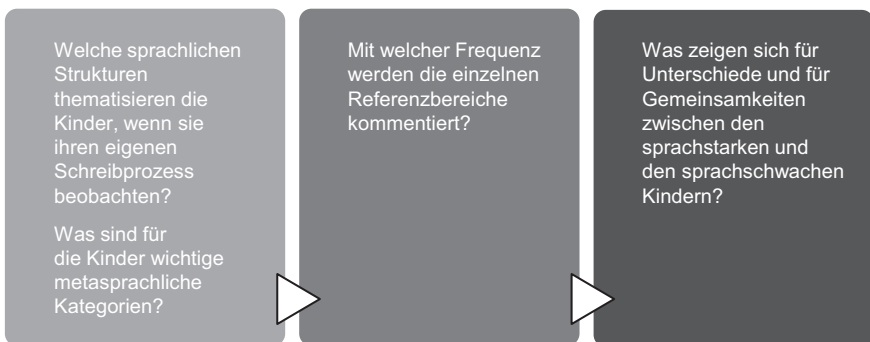 Welche sprachlichen
Strukturen
thematisieren die
Kinder, wenn sie
ihren eigenen
Schreibprozess
beobachten?
Was sind für
die Kinder wichtige
metasprachliche
Kategorien?
Mit welcher Frequenz
werden die einzelnen
Referenzbereiche
kommentiert?
Was zeigen sich für
Unterschiede und für
Gemeinsamkeiten
zwischen den
sprachstarken und
den sprachschwachen
Kindern?